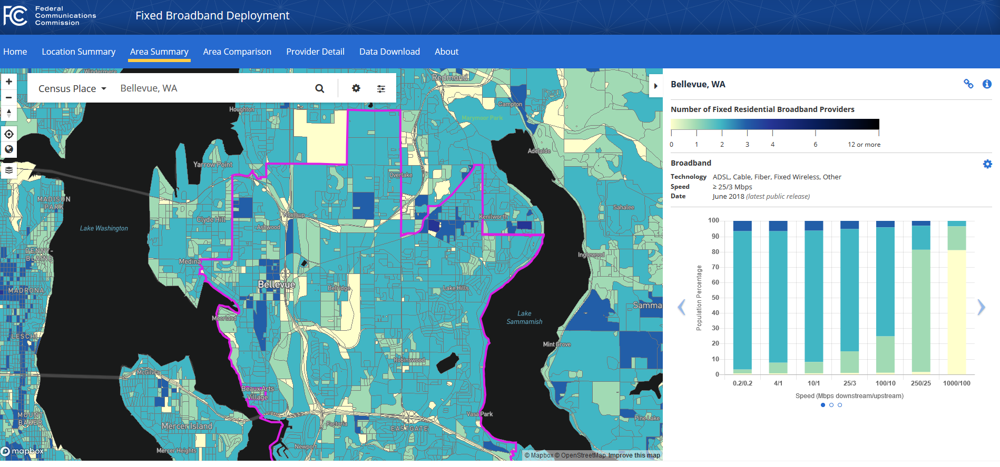 FCC
Federal
Communications
Commission
Fixed Broadband Deployment
Home Location Summary Area Summary Area Comparison Provider Detail Data Download About
Census Place Bellevue, WA
Windermere
Redmond
Houghton
Campton
Marymoor Park
Adelaide
Yarrow Point
Overlake
MADISON
PARK
Sahalee
Clyde Hill
Northup
Kenilworth
Lake Washington
Ashwood
DENNY-
BLAINE
Medina
Inglewood
MADRONA
Bellevue
Belridge
Lake Hills
Samma
Moorland
Lake
Sammamish
LESCHI
Mint Grove
Robinswood
McGilvra
Beaux Arts
Village
MOUNT
BAKER
Mercer Island
Factoria
EASTGATE
Vasa Park
Pine Lake
Mercer Heights
Newport
mapbox
© Mapbox © OpenStreetMap Improve this map
Bellevue, WA
Number of Fixed Residential Broadband Providers
0 1 2 3 4 6 12 or more
Broadband
Technology ADSL, Cable, Fiber, Fixed Wireless, Other
Speed ≥ 25/3 Mbps
Date June 2018 (latest public release)
Population Percentage
100
90
80
70
60
50
40
30
20
10
0
0.2/0.2 4/1 10/1 25/3 100/10 250/25 1000/100
Speed (Mbps downstream/upstream)